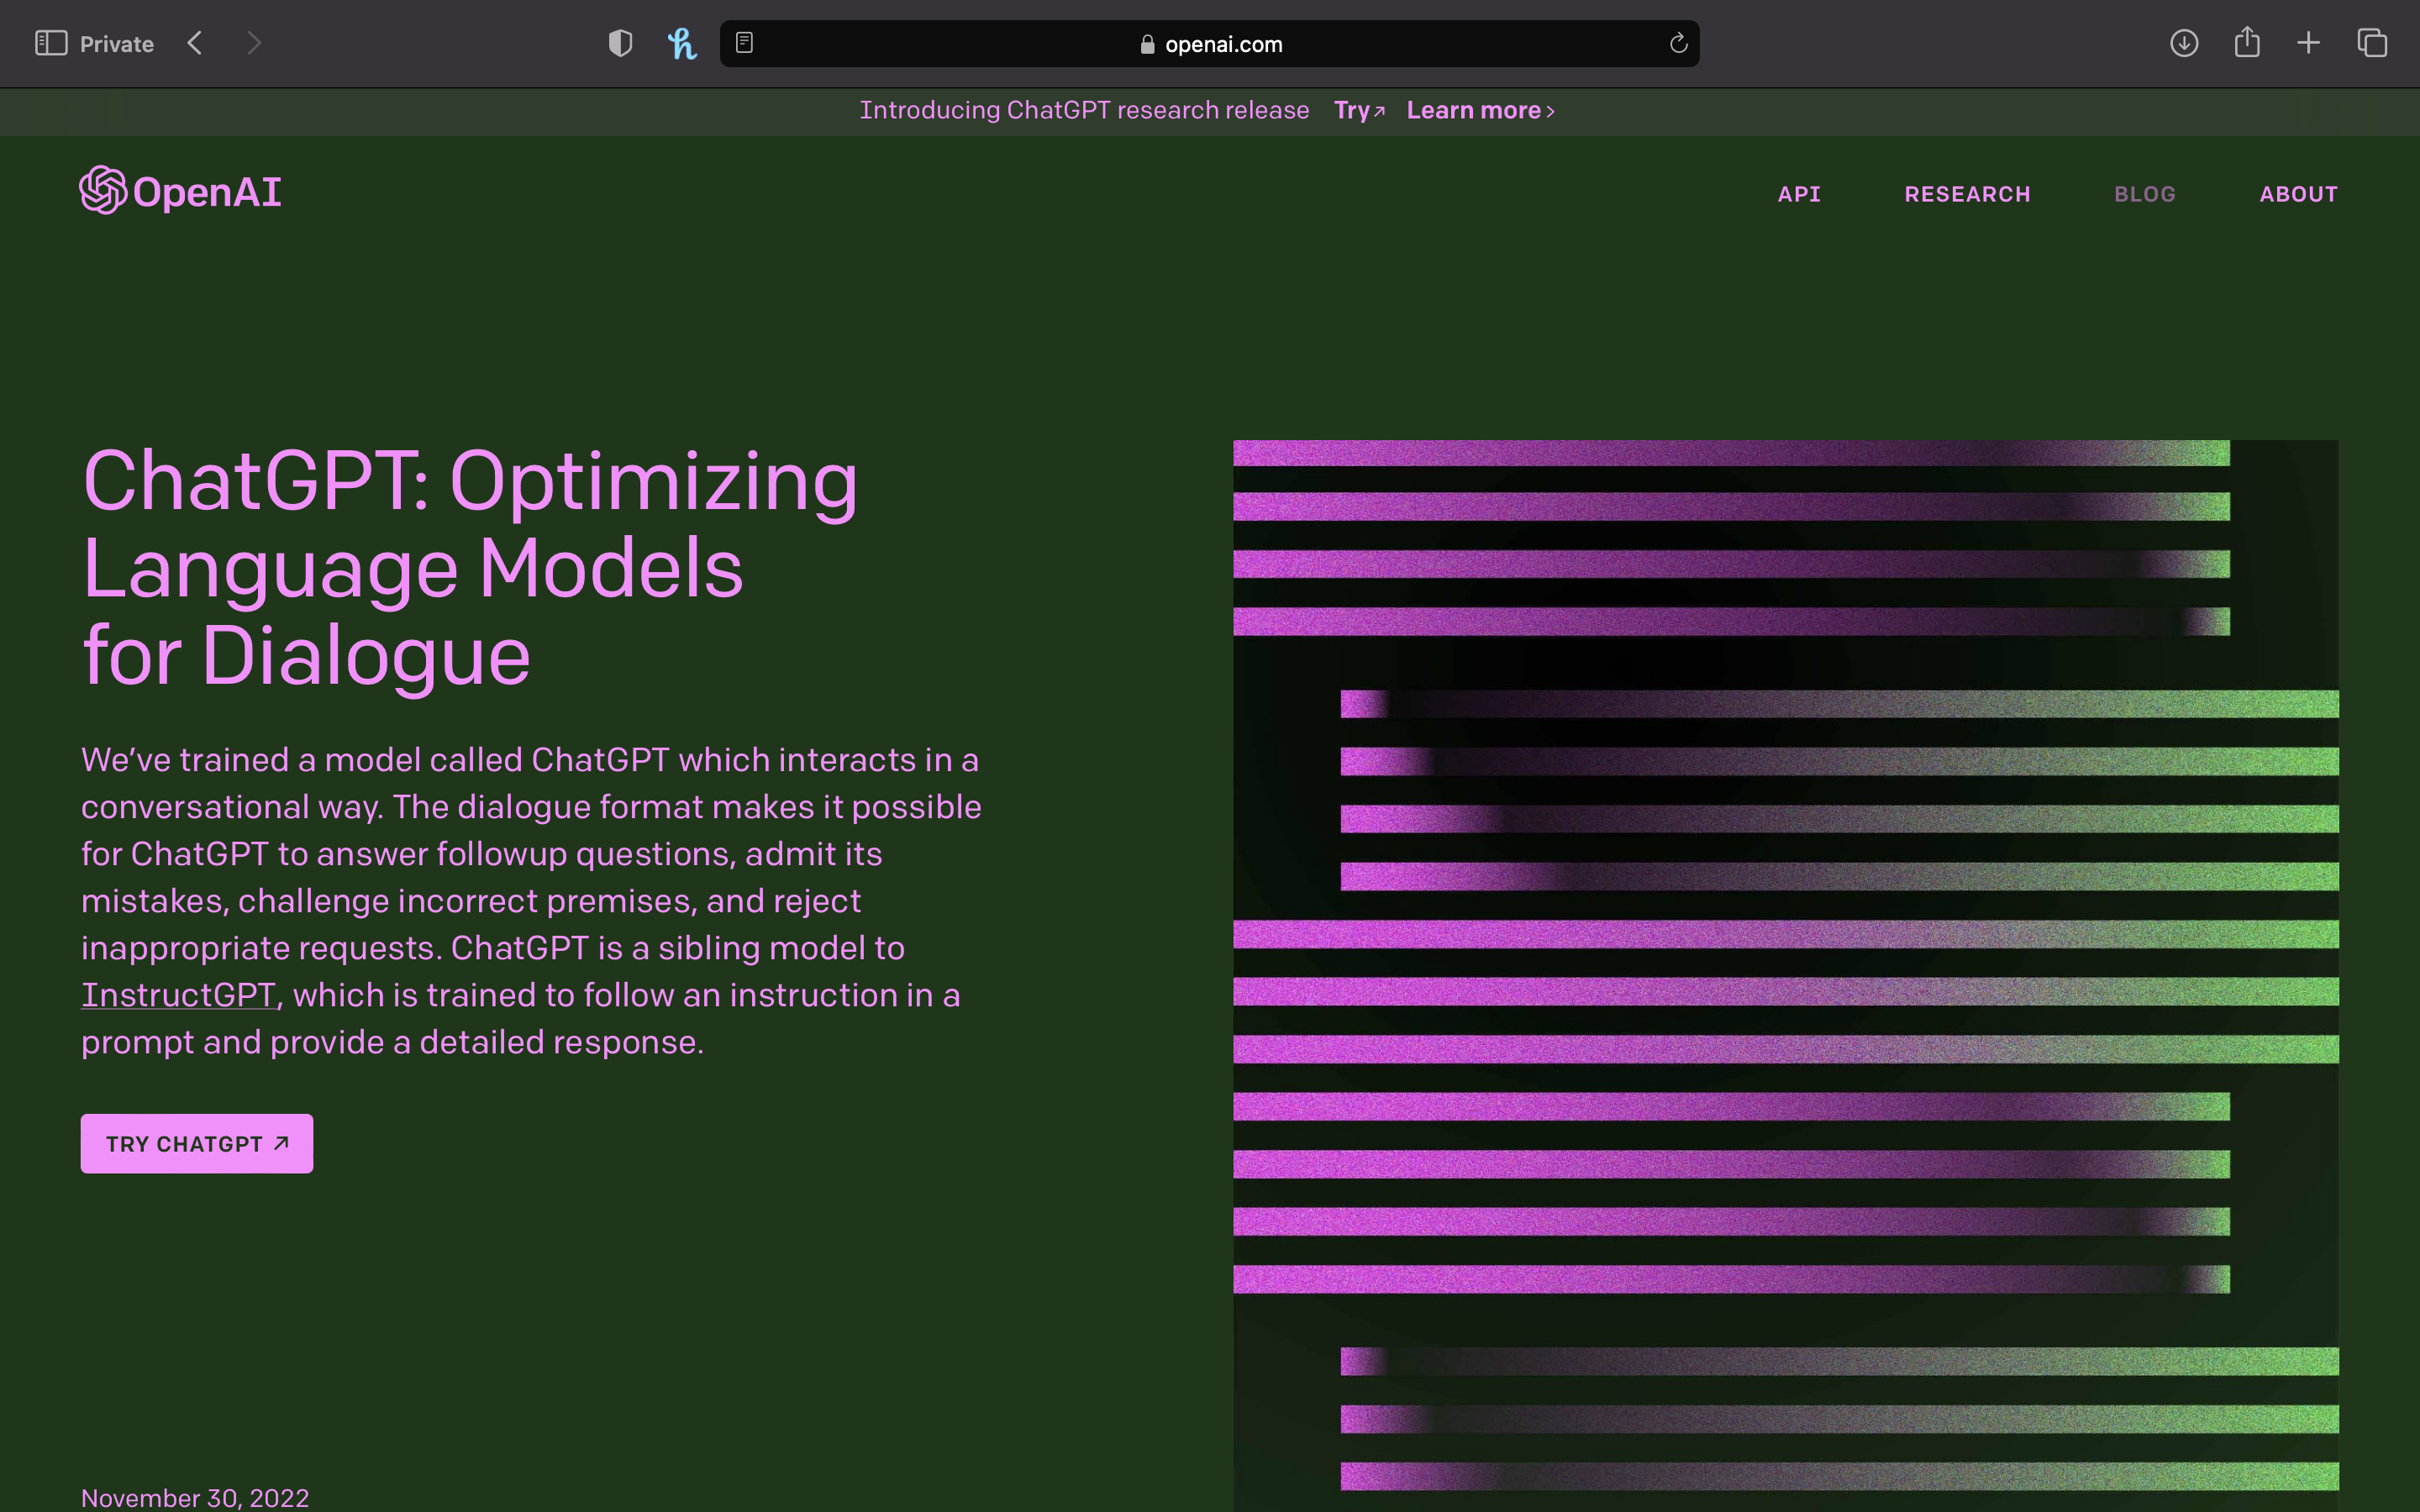 Private
openai.com
Introducing ChatGPT research release Try↗ Learn more ›
OpenAI
API RESEARCH BLOG ABOUT
ChatGPT: Optimizing
Language Models
for Dialogue
We’ve trained a model called ChatGPT which interacts in a
conversational way. The dialogue format makes it possible
for ChatGPT to answer followup questions, admit its
mistakes, challenge incorrect premises, and reject
inappropriate requests. ChatGPT is a sibling model to
InstructGPT, which is trained to follow an instruction in a
prompt and provide a detailed response.
TRY CHATGPT ↗
November 30, 2022